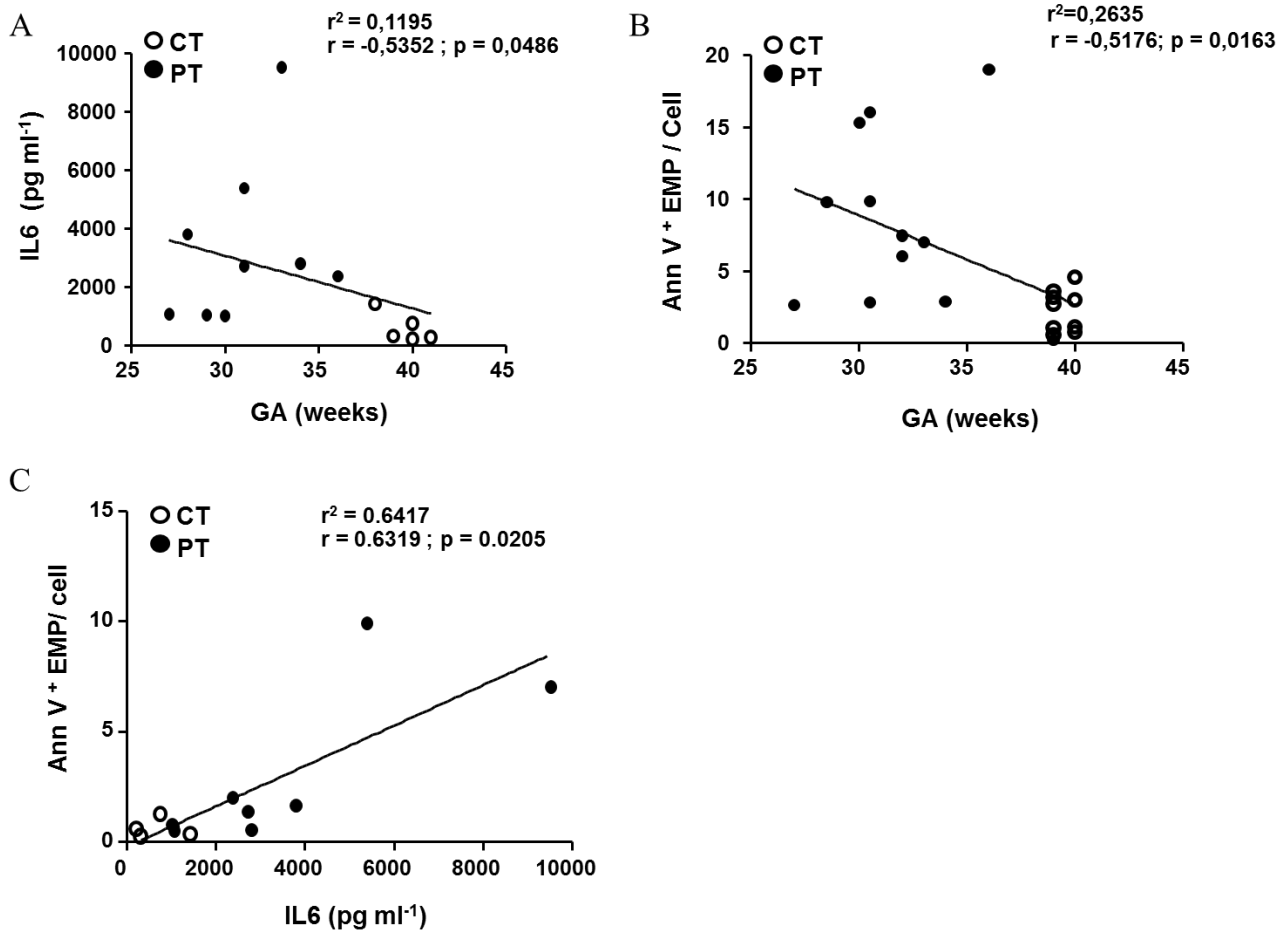 A
CT
PT
r² = 0,1195
r = -0,5352 ; p = 0,0486
10000
8000
6000
4000
2000
0
IL6 (pg ml⁻¹)
25 30 35 40 45
GA (weeks)
B
CT
PT
r²=0,2635
r = -0,5176; p = 0,0163
20
15
10
5
0
Ann V ⁺ EMP / Cell
25 30 35 40 45
GA (weeks)
C
CT
PT
r² = 0.6417
r = 0.6319 ; p = 0.0205
15
10
5
0
Ann V ⁺ EMP/ cell
0 2000 4000 6000 8000 10000
IL6 (pg ml⁻¹)